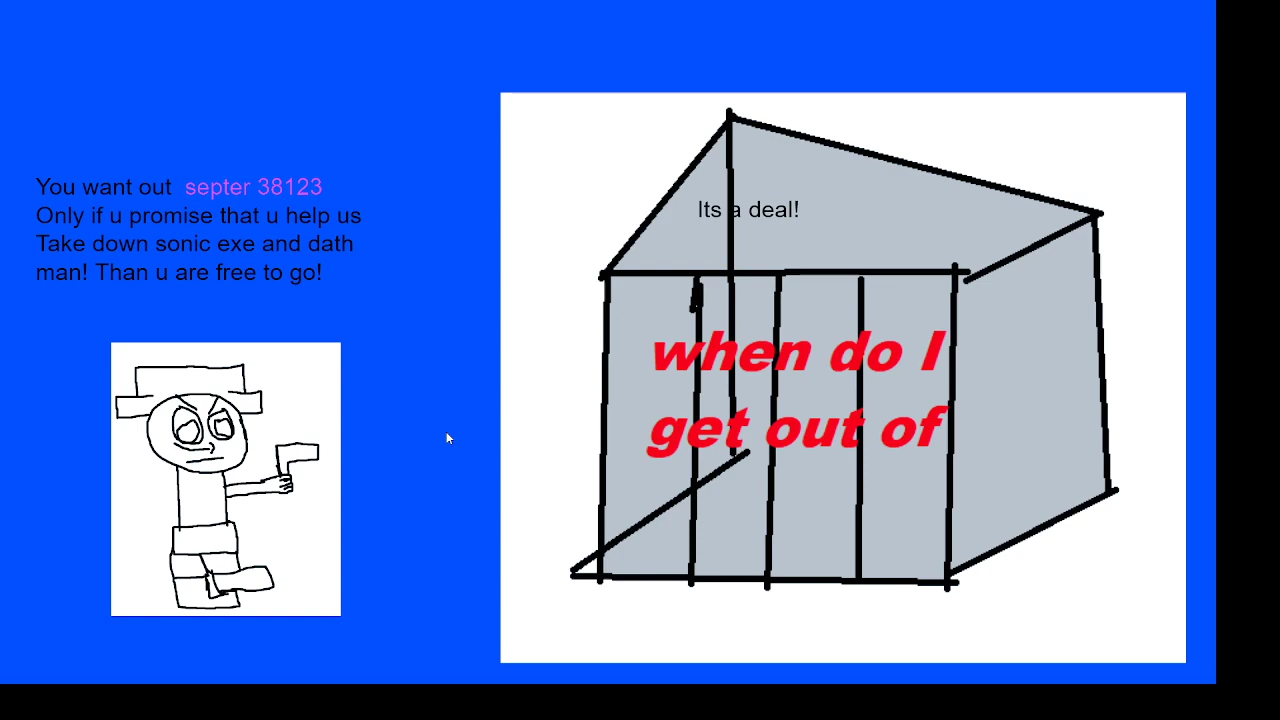 You want out septer 38123
Only if u promise that u help us
Take down sonic exe and dath
man! Than u are free to go!
Its a deal!
when do I
get out of